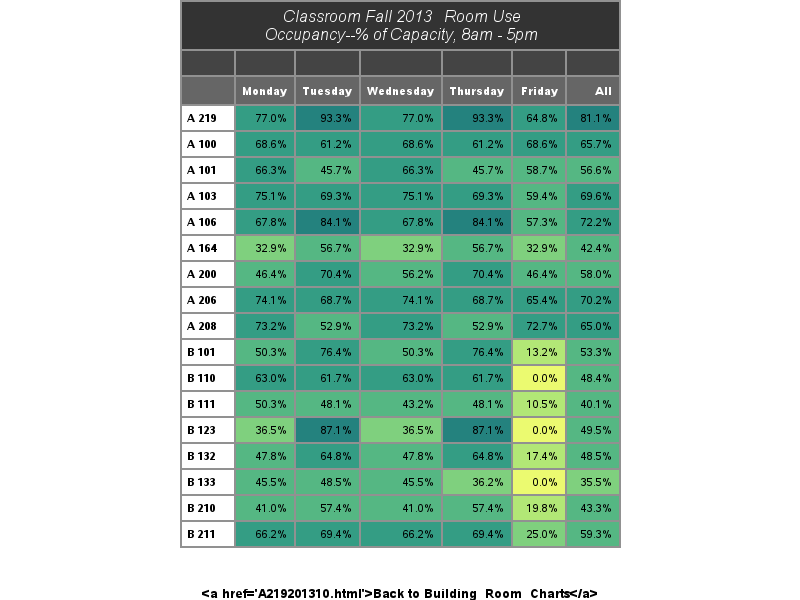 Classroom Fall 2013 Room Use
Occupancy--% of Capacity, 8am - 5pm
Monday Tuesday Wednesday Thursday Friday All
A 219 77.0% 93.3% 77.0% 93.3% 64.8% 81.1%
A 100 68.6% 61.2% 68.6% 61.2% 68.6% 65.7%
A 101 66.3% 45.7% 66.3% 45.7% 58.7% 56.6%
A 103 75.1% 69.3% 75.1% 69.3% 59.4% 69.6%
A 106 67.8% 84.1% 67.8% 84.1% 57.3% 72.2%
A 164 32.9% 56.7% 32.9% 56.7% 32.9% 42.4%
A 200 46.4% 70.4% 56.2% 70.4% 46.4% 58.0%
A 206 74.1% 68.7% 74.1% 68.7% 65.4% 70.2%
A 208 73.2% 52.9% 73.2% 52.9% 72.7% 65.0%
B 101 50.3% 76.4% 50.3% 76.4% 13.2% 53.3%
B 110 63.0% 61.7% 63.0% 61.7% 0.0% 48.4%
B 111 50.3% 48.1% 43.2% 48.1% 10.5% 40.1%
B 123 36.5% 87.1% 36.5% 87.1% 0.0% 49.5%
B 132 47.8% 64.8% 47.8% 64.8% 17.4% 48.5%
B 133 45.5% 48.5% 45.5% 36.2% 0.0% 35.5%
B 210 41.0% 57.4% 41.0% 57.4% 19.8% 43.3%
B 211 66.2% 69.4% 66.2% 69.4% 25.0% 59.3%
<a href='A219201310.html'>Back to Building_Room_Charts</a>